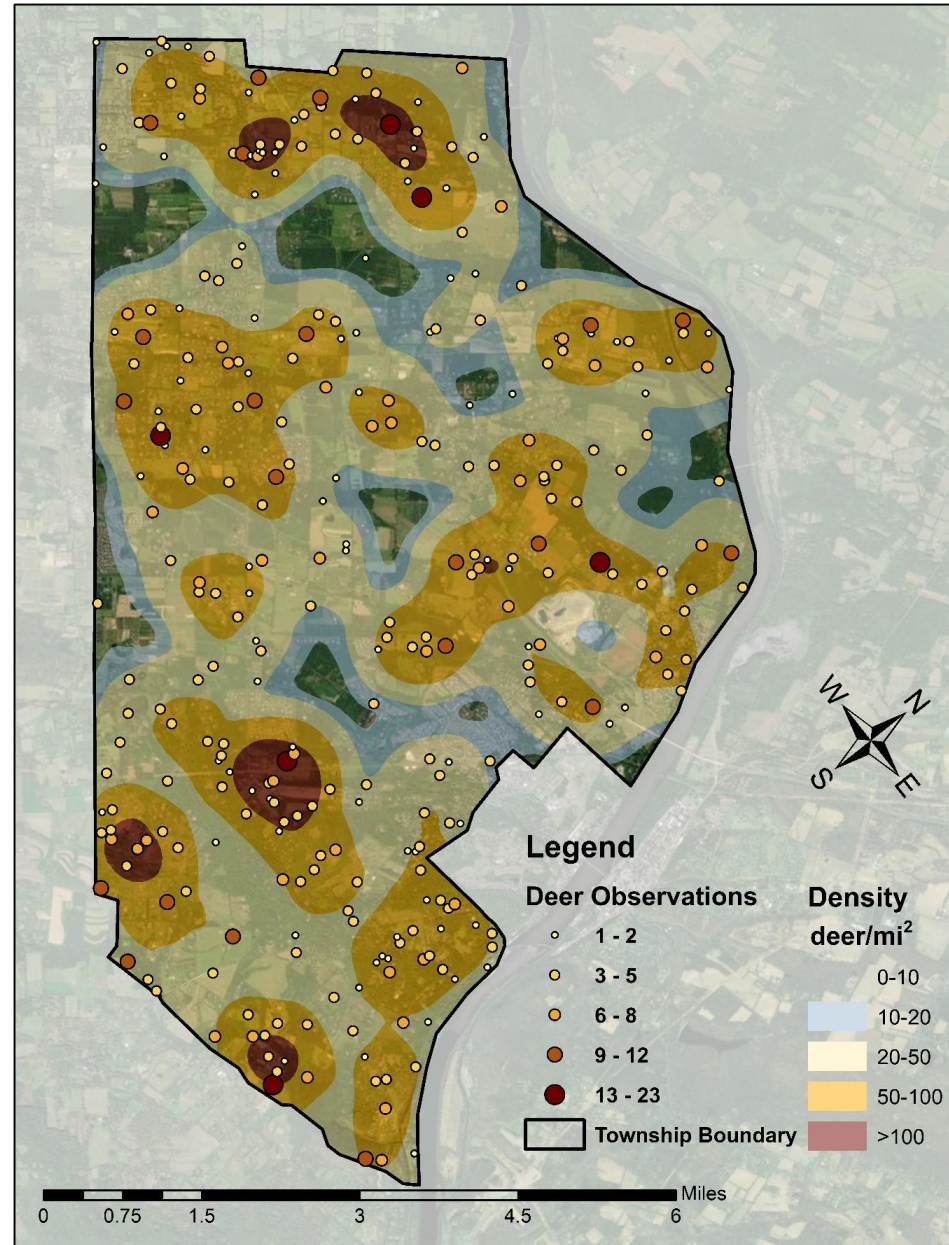 W
N
S
E
Legend
Deer Observations
1 - 2
3 - 5
6 - 8
9 - 12
13 - 23
Township Boundary
Density
deer/mi²
0-10
10-20
20-50
50-100
>100
Miles
0 0.75 1.5 3 4.5 6